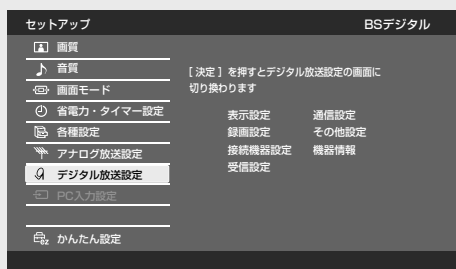 セットアップ BSデジタル
画質
音質
画面モード
省電力・タイマー設定
各種設定
アナログ放送設定
デジタル放送設定
PC入力設定
かんたん設定
[ 決定 ] を押すとデジタル放送設定の画面に
切り換わります
表示設定 通信設定
録画設定 その他設定
接続機器設定 機器情報
受信設定